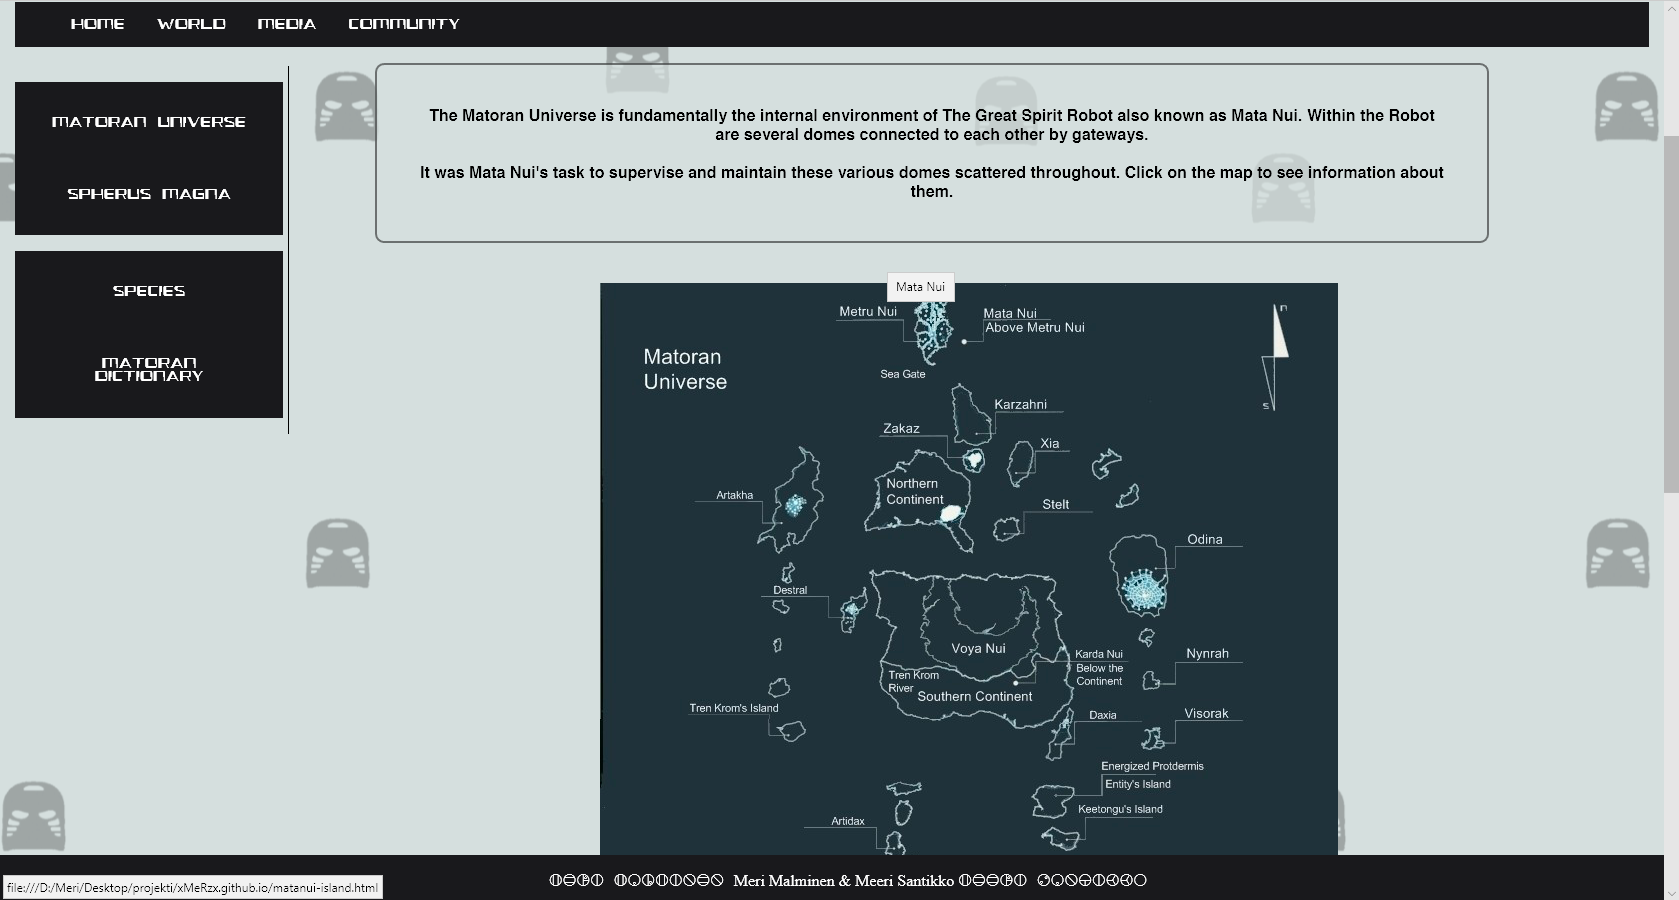 HOME WORLD MEDIA COMMUNITY
MATORAN UNIVERSE
SPHERUS MAGNA
SPECIES
MATORAN
DICTIONARY
The Matoran Universe is fundamentally the internal environment of The Great Spirit Robot also known as Mata Nui. Within the Robot
are several domes connected to each other by gateways.
It was Mata Nui's task to supervise and maintain these various domes scattered throughout. Click on the map to see information about
them.
Mata Nui
Metru Nui
Mata Nui
Above Metru Nui
n
Matoran
Universe
Sea Gate
s
Karzahni
Zakaz
Xia
Northern
Continent
Artakha
Stelt
Odina
Destral
Voya Nui
Karda Nui
Below the
Continent
Nynrah
Tren Krom
River
Southern Continent
Tren Krom's Island
Daxia
Visorak
Energized Protdermis
Entity's Island
Keetongu's Island
Artidax
Meri Malminen & Meeri Santikko
file:///D:/Meri/Desktop/projekti/xMeRzx.github.io/matanui-island.html